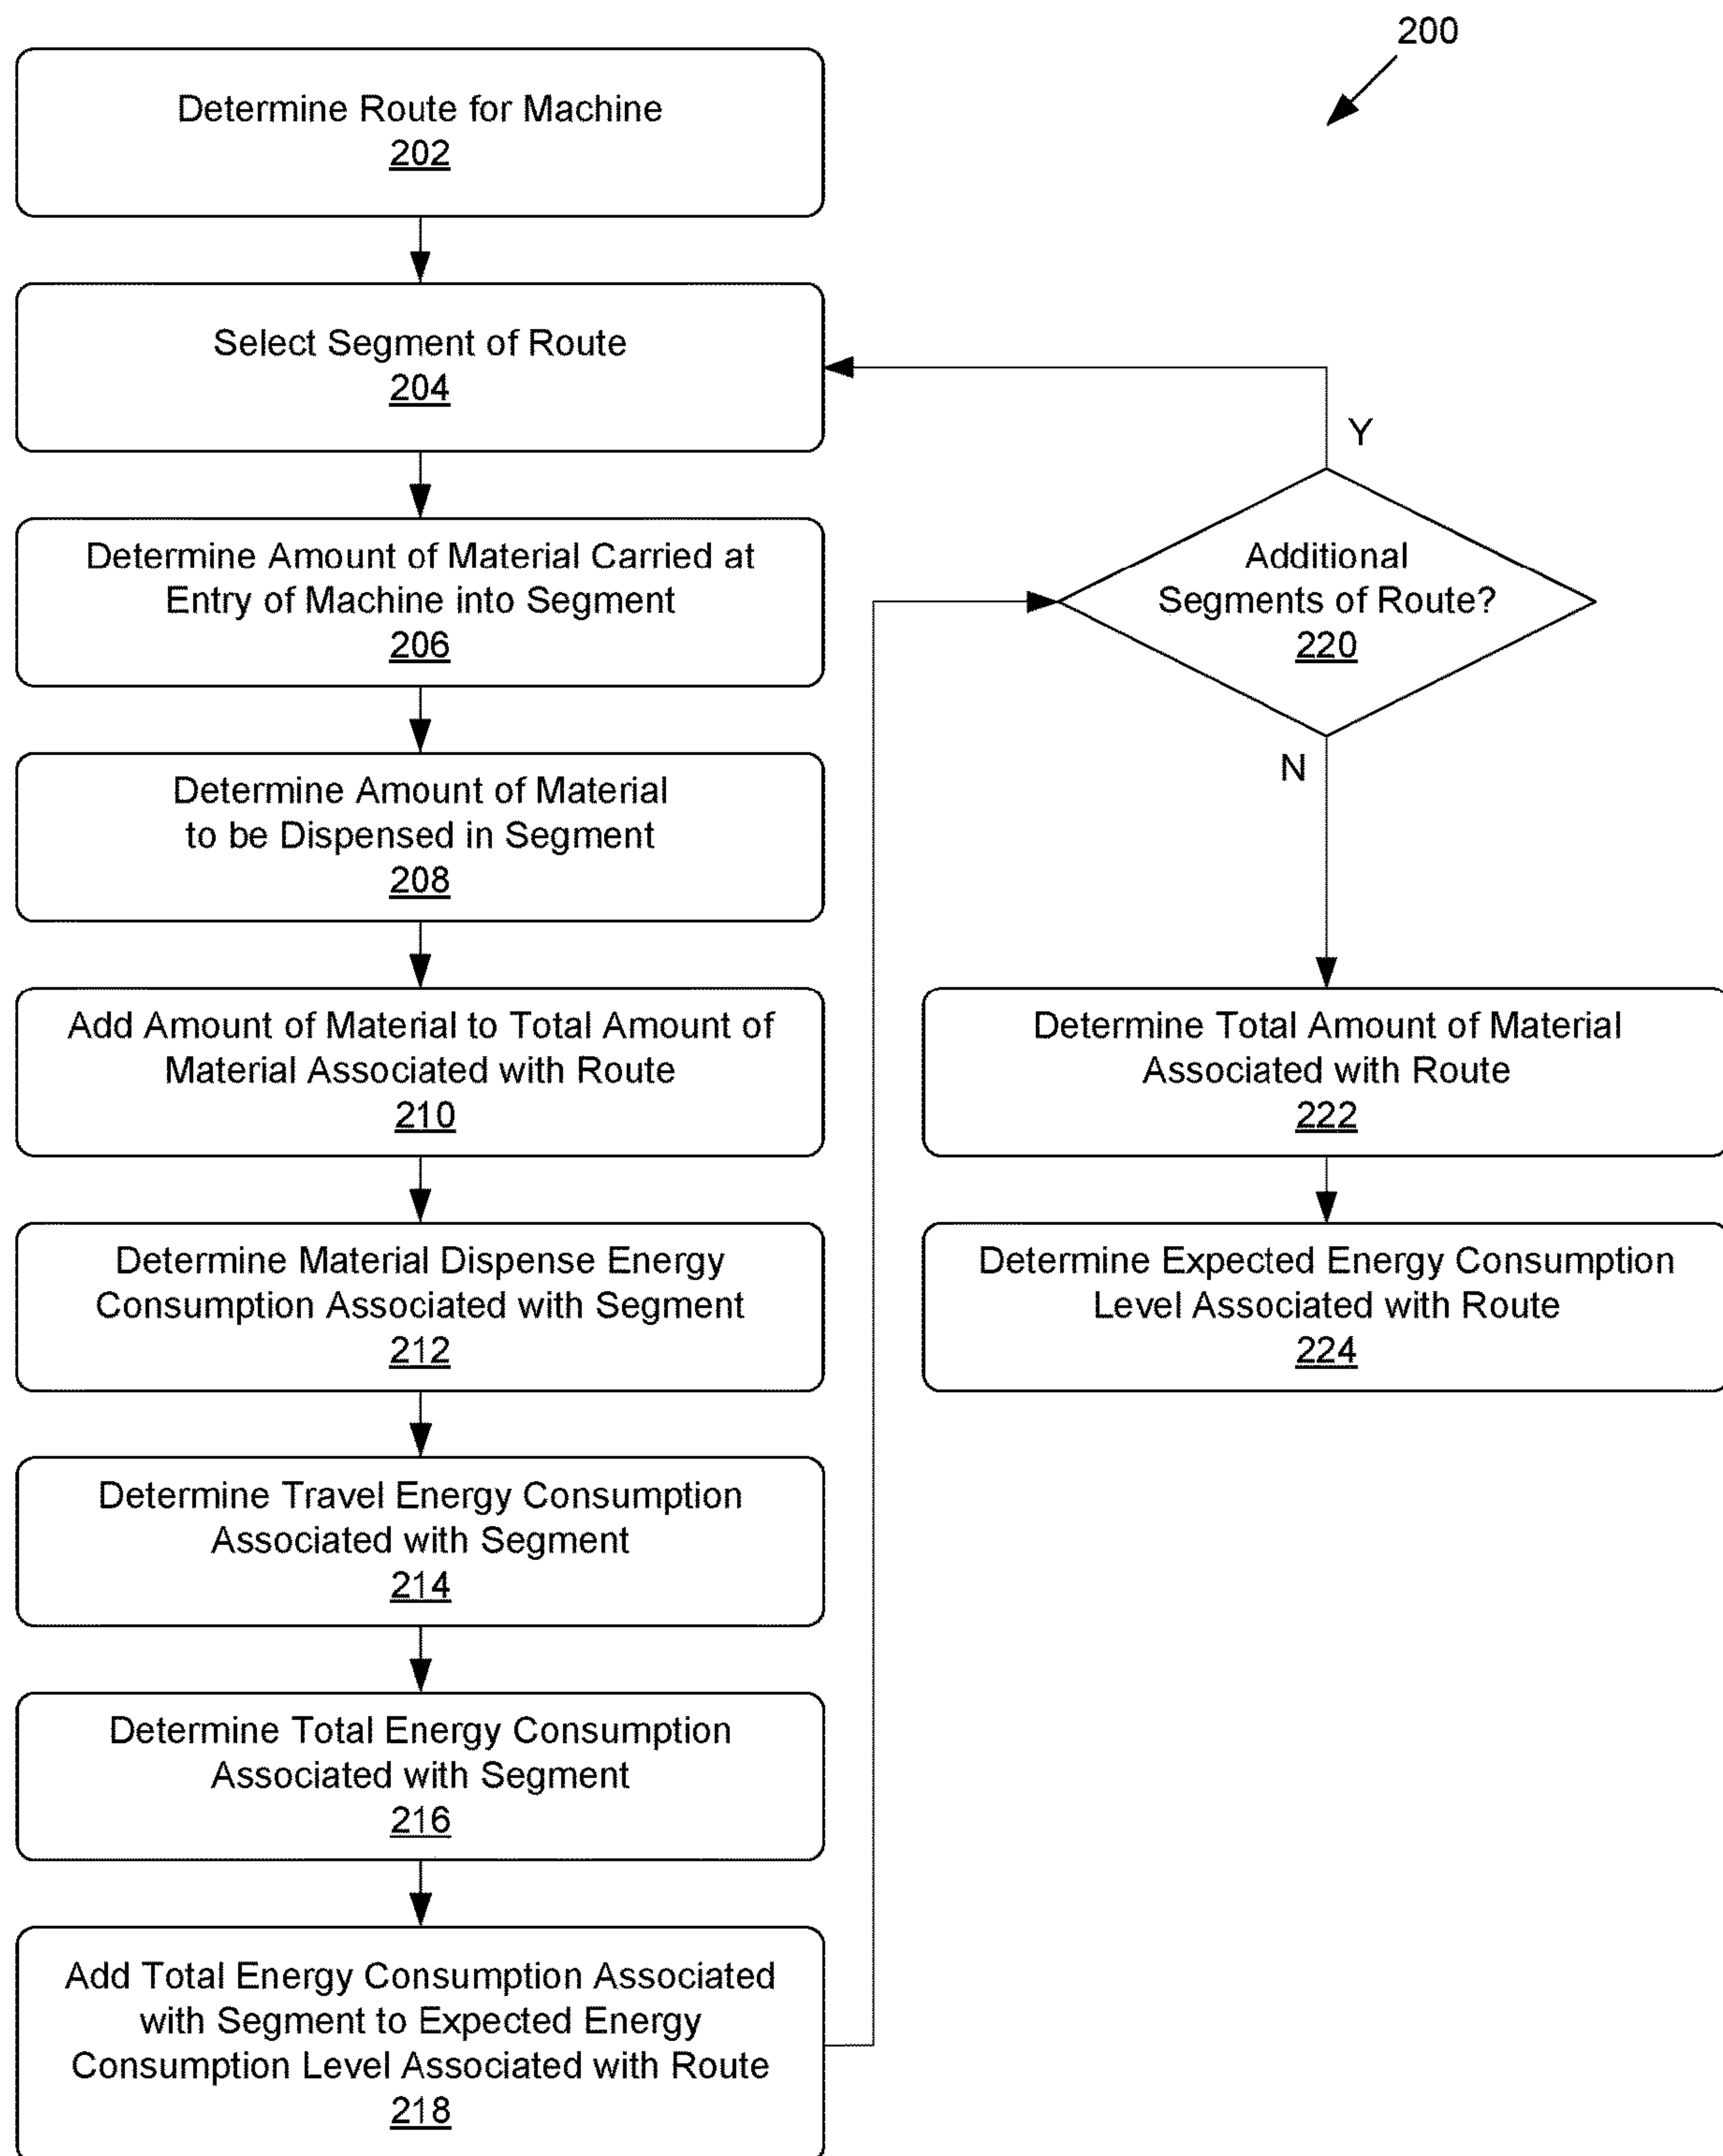 200
Determine Route for Machine
202
Select Segment of Route
204
Determine Amount of Material Carried at
Entry of Machine into Segment
206
Determine Amount of Material
to be Dispensed in Segment
208
Add Amount of Material to Total Amount of
Material Associated with Route
210
Determine Material Dispense Energy
Consumption Associated with Segment
212
Determine Travel Energy Consumption
Associated with Segment
214
Determine Total Energy Consumption
Associated with Segment
216
Add Total Energy Consumption Associated
with Segment to Expected Energy
Consumption Level Associated with Route
218
Y
Additional
Segments of Route?
220
N
Determine Total Amount of Material
Associated with Route
222
Determine Expected Energy Consumption
Level Associated with Route
224